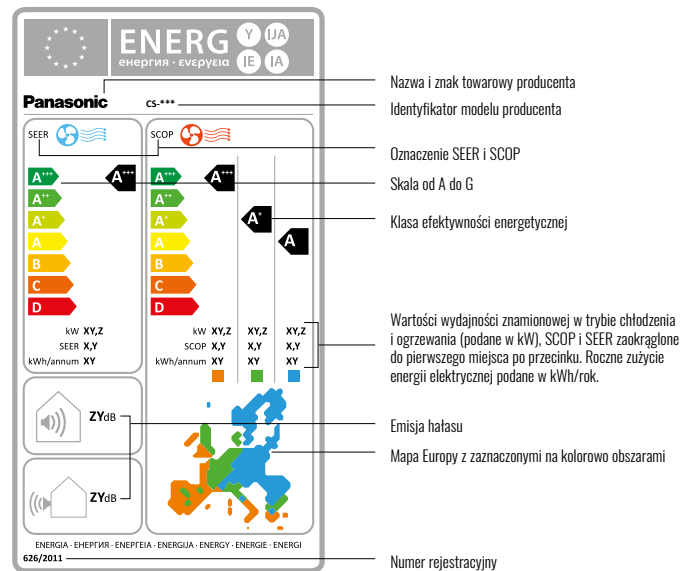 ENERG
енергия · ενεργεια
Y IJA
IE IA
Panasonic
CS-***
Nazwa i znak towarowy producenta
Identyfikator modelu producenta
SEER
SCOP
Oznaczenie SEER i SCOP
A+++ A+++
A++
A+
A
B
C
D
A+++ A+++
A++
A+ A+
A A
B
C
D
Skala od A do G
Klasa efektywności energetycznej
kW XY,Z
SEER X,Y
kWh/annum XY
kW XY,Z XY,Z XY,Z
SCOP X,Y X,Y X,Y
kWh/annum XY XY XY
Wartości wydajności znamionowej w trybie chłodzenia
i ogrzewania (podane w kW), SCOP i SEER zaokrąglone
do pierwszego miejsca po przecinku. Roczne zużycie
energii elektrycznej podane w kWh/rok.
ZYdB
ZYdB
Emisja hałasu
Mapa Europy z zaznaczonymi na kolorowo obszarami
ENERGIA · ЕНЕРГИЯ · ΕΝΕΡΓΕΙΑ · ENERGIJA · ENERGY · ENERGIE · ENERGI
626/2011
Numer rejestracyjny